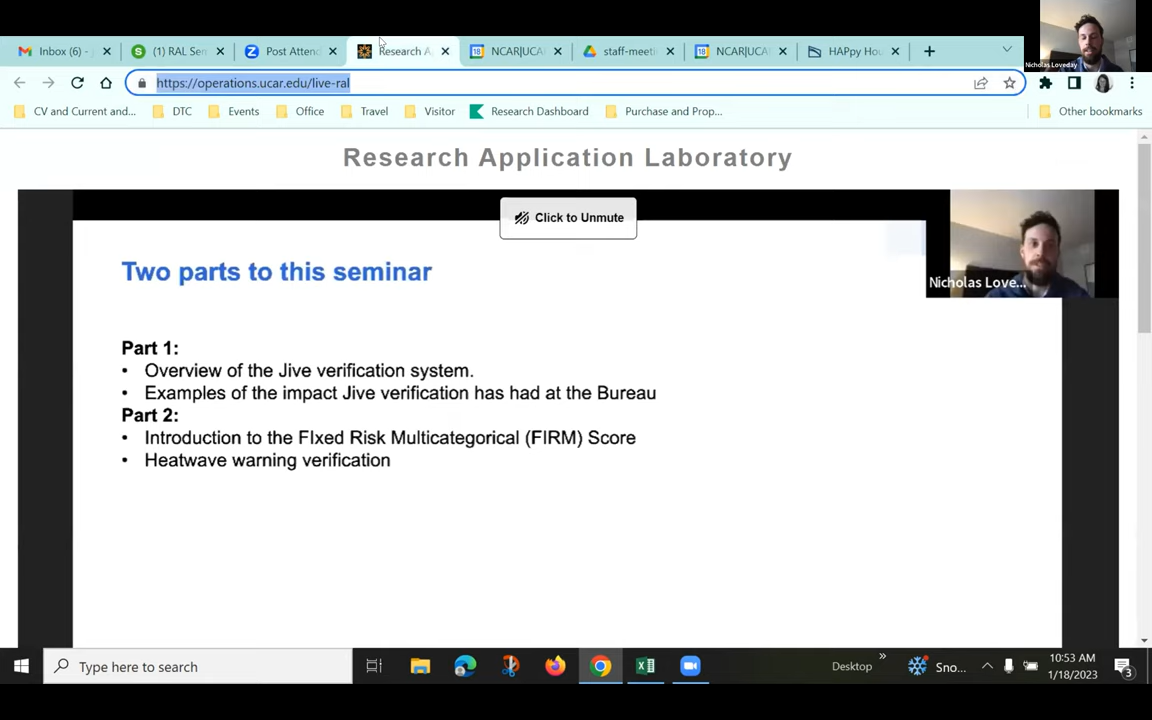 Inbox (6) -
(1) RAL Sem
Post Attend
Research A
NCAR|UCA
staff-meeti
NCAR|UCA
HAPpy Hou
Nicholas Loveday
https://operations.ucar.edu/live-ral
CV and Current and...
DTC
Events
Office
Travel
Visitor
Research Dashboard
Purchase and Prop...
Other bookmarks
Research Application Laboratory
Click to Unmute
Nicholas Love...
Two parts to this seminar
Part 1:
• Overview of the Jive verification system.
• Examples of the impact Jive verification has had at the Bureau
Part 2:
• Introduction to the FIxed Risk Multicategorical (FIRM) Score
• Heatwave warning verification
Type here to search
Desktop
Sno...
10:53 AM
1/18/2023
3